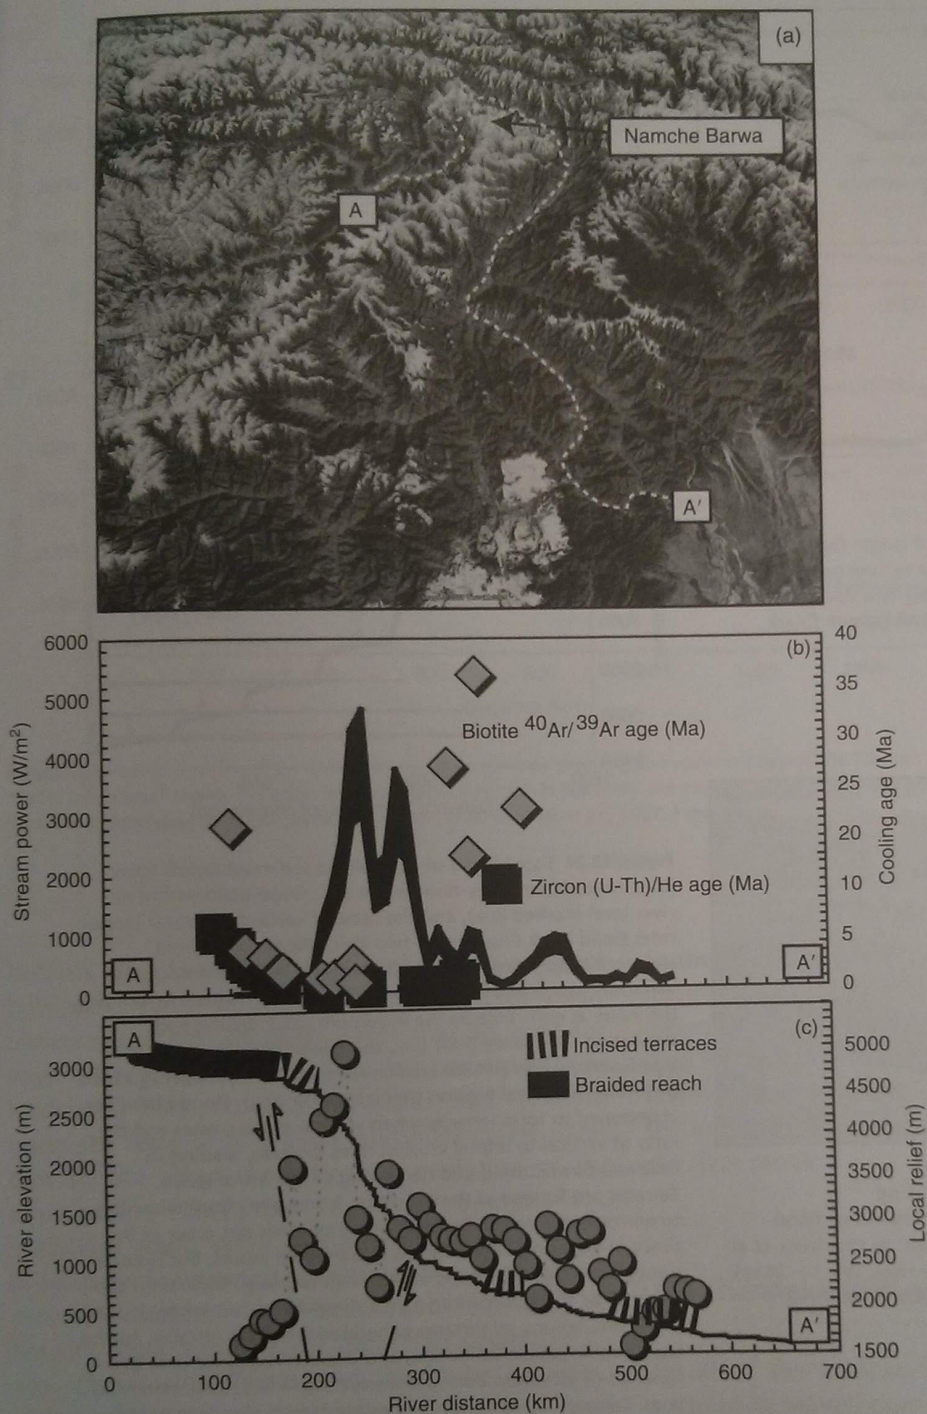 (a)
Namche Barwa
A
A'
6000
5000
4000
3000
2000
1000
0
Stream power (W/m²)
(b)
40
35
30
25
20
10
5
0
Cooling age (Ma)
Biotite ⁴⁰Ar/³⁹Ar age (Ma)
Zircon (U-Th)/He age (Ma)
A
A'
(c)
A
Incised terraces
Braided reach
3000
2500
2000
1500
1000
500
0
River elevation (m)
5000
4500
4000
3500
3000
2500
2000
1500
Local relief (m)
A'
0
100
200
300
400
500
600
700
River distance (km)